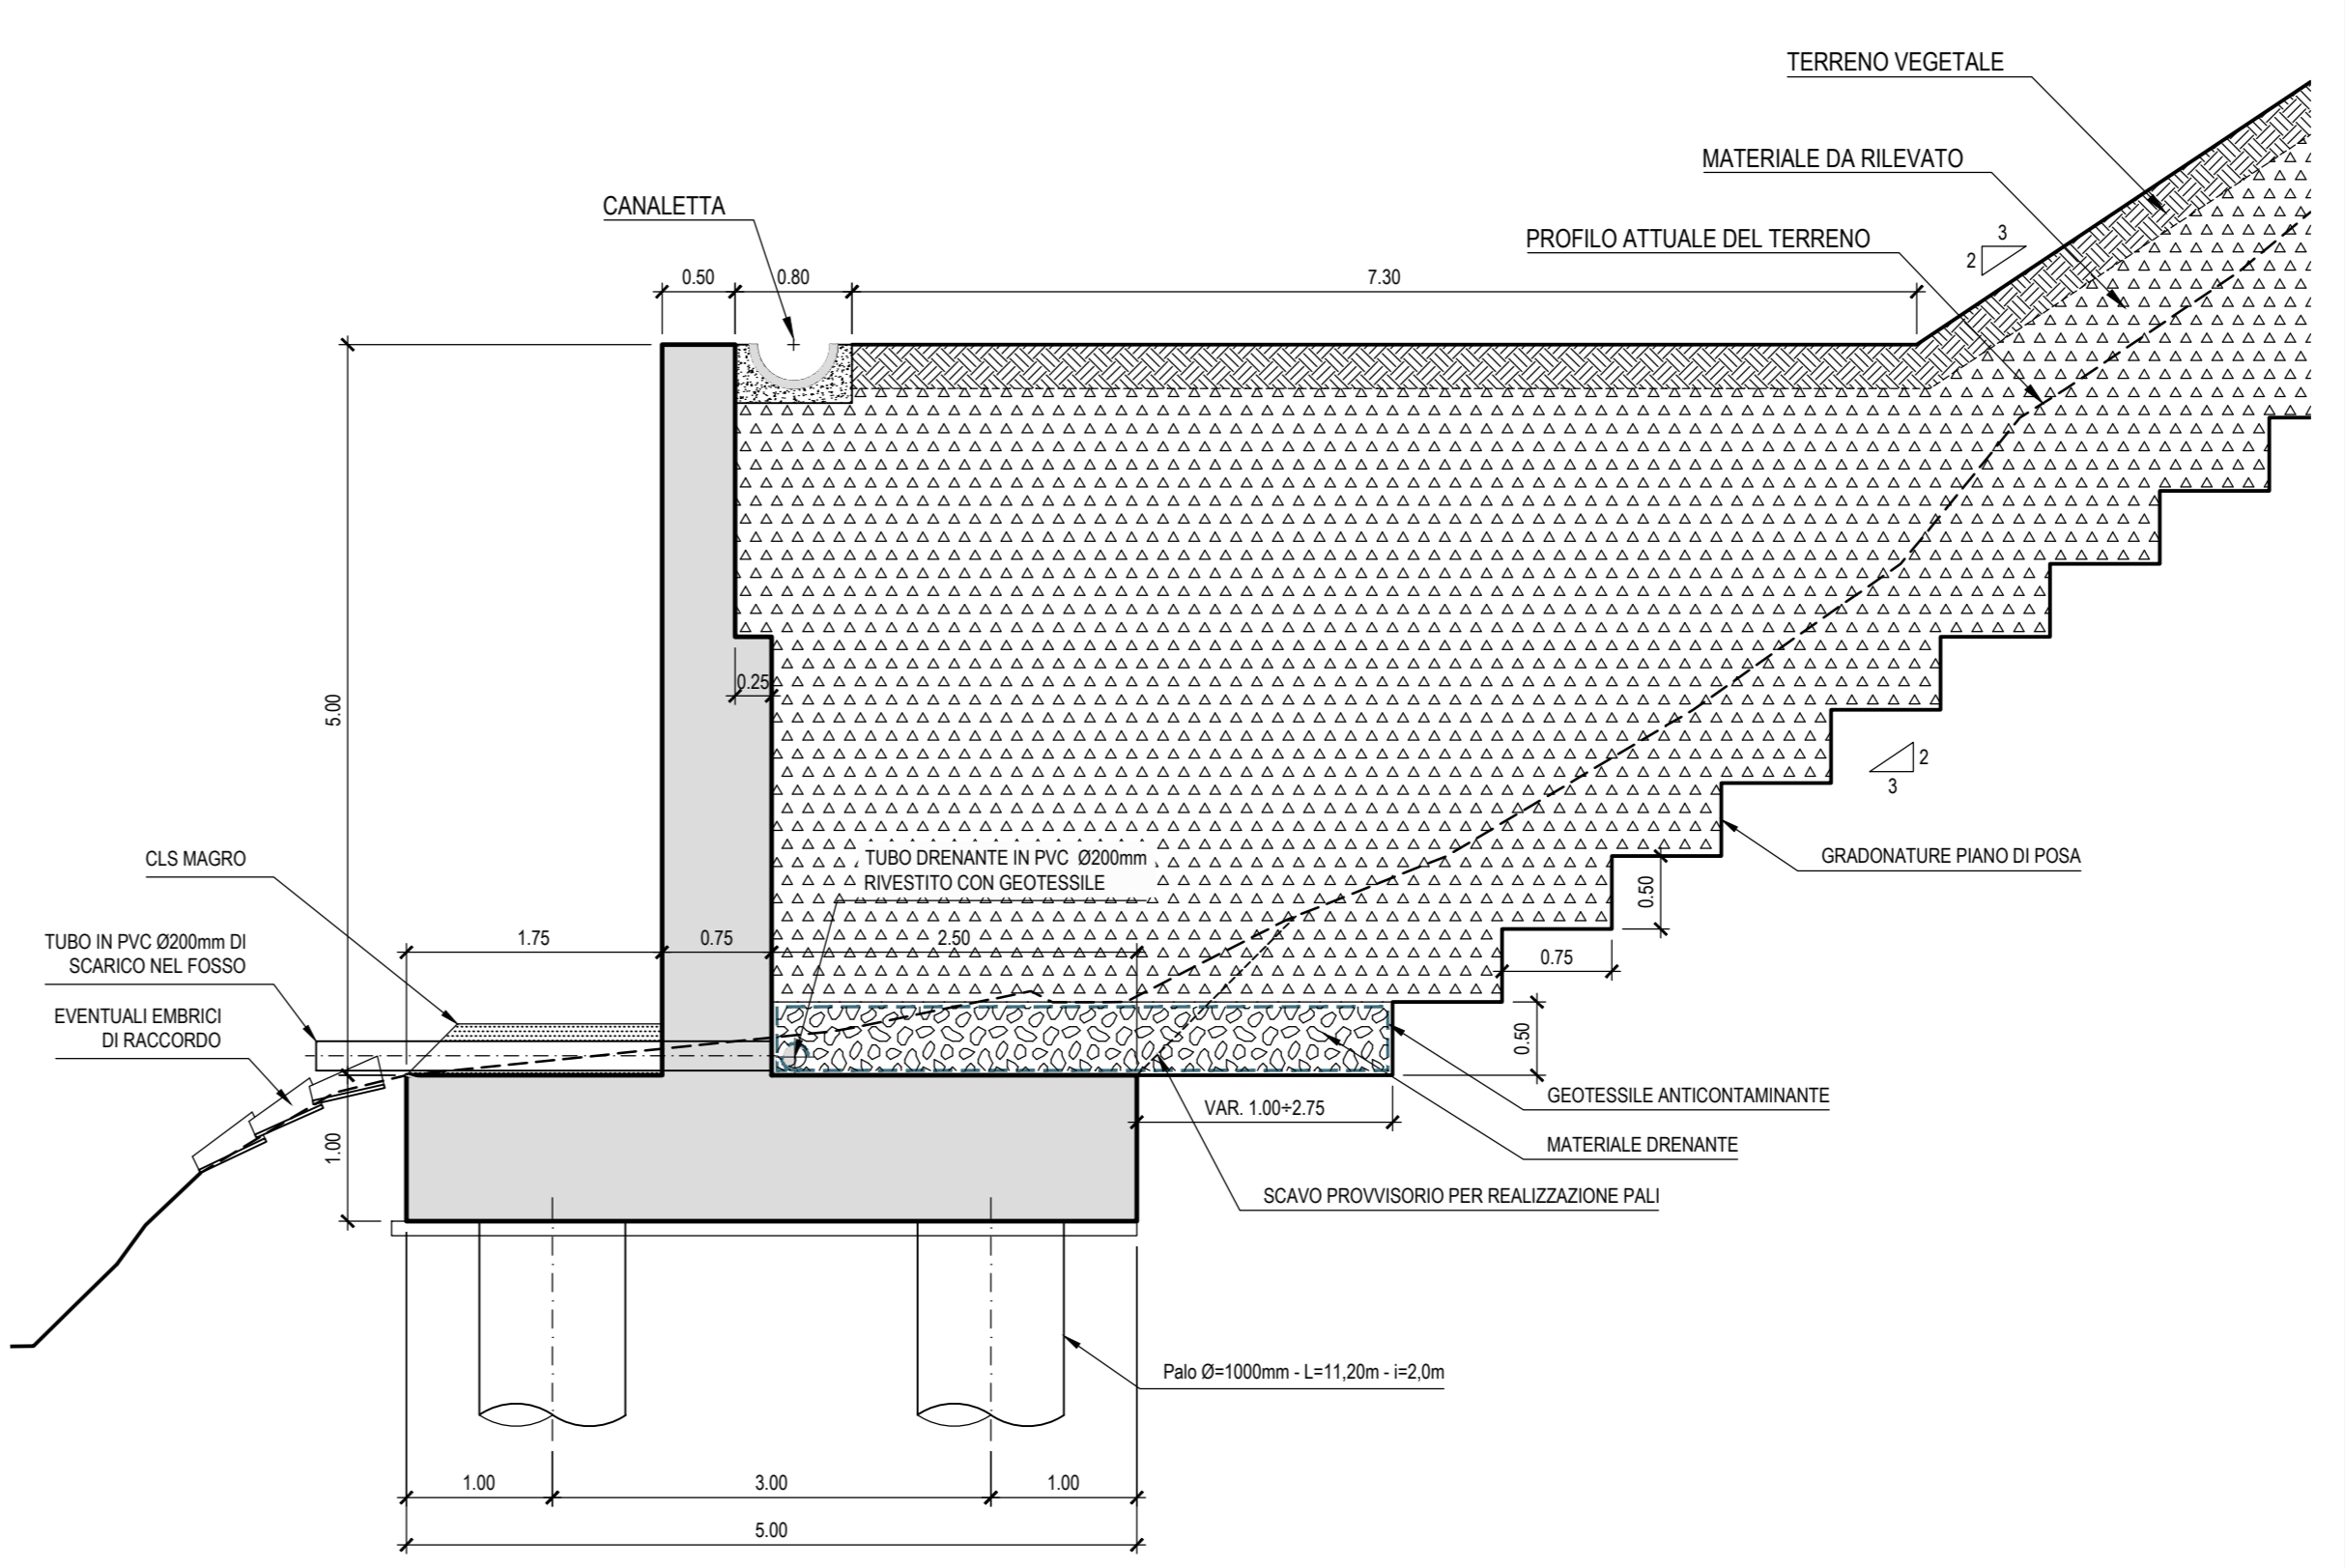 TERRENO VEGETALE
MATERIALE DA RILEVATO
CANALETTA
PROFILO ATTUALE DEL TERRENO
3
2
0.50
0.80
7.30
5.00
0.25
2
3
CLS MAGRO
TUBO DRENANTE IN PVC Ø200mm
RIVESTITO CON GEOTESSILE
GRADONATURE PIANO DI POSA
0.50
TUBO IN PVC Ø200mm DI
SCARICO NEL FOSSO
1.75
0.75
2.50
0.75
EVENTUALI EMBRICI
DI RACCORDO
0.50
GEOTESSILE ANTICONTAMINANTE
VAR. 1.00÷2.75
1.00
MATERIALE DRENANTE
SCAVO PROVVISORIO PER REALIZZAZIONE PALI
Palo Ø=1000mm - L=11,20m - i=2,0m
1.00
3.00
1.00
5.00